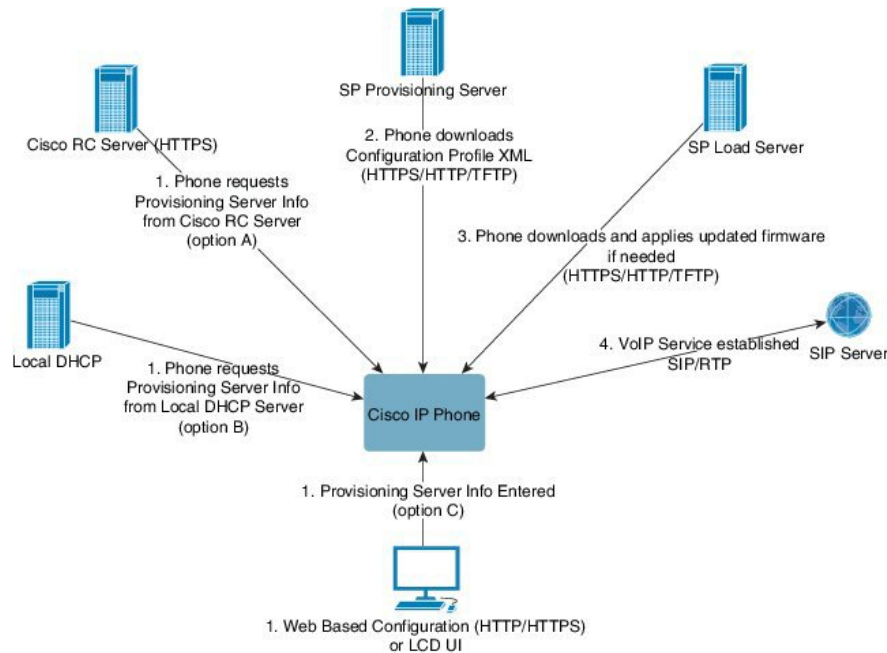 SP Provisioning Server
Cisco RC Server (HTTPS)
SP Load Server
2. Phone downloads
Configuration Profile XML
(HTTPS/HTTP/TFTP)
1. Phone requests
Provisioning Server Info
from Cisco RC Server
(option A)
3. Phone downloads and applies updated firmware
if needed
(HTTPS/HTTP/TFTP)
Local DHCP
SIP Server
1. Phone requests
Provisioning Server Info
from Local DHCP Server
(option B)
4. VoIP Service established
SIP/RTP
Cisco IP Phone
1. Provisioning Server Info Entered
(option C)
1. Web Based Configuration (HTTP/HTTPS)
or LCD UI